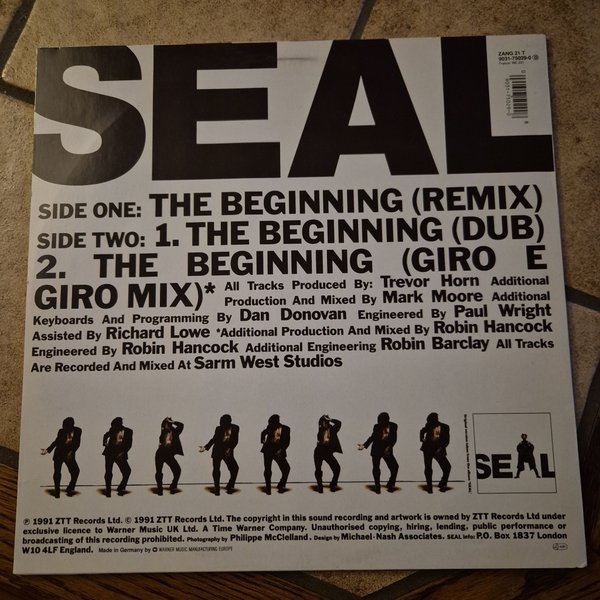 SEAL
ZANG 21 T
9031-75039-0
SIDE ONE: THE BEGINNING (REMIX)
SIDE TWO: 1. THE BEGINNING (DUB)
2. THE BEGINNING (GIRO E
GIRO MIX)* All Tracks Produced By: Trevor Horn Additional
Production And Mixed By Mark Moore Additional
Keyboards And Programming By Dan Donovan Engineered By Paul Wright
Assisted By Richard Lowe *Additional Production And Mixed By Robin Hancock
Engineered By Robin Hancock Additional Engineering Robin Barclay All Tracks
Are Recorded And Mixed At Sarm West Studios
SEAL
℗ 1991 ZTT Records Ltd. © 1991 ZTT Records Ltd. The copyright in this sound recording and artwork is owned by ZTT Records Ltd under
exclusive licence to Warner Music UK Ltd. A Time Warner Company. Unauthorised copying, hiring, lending, public performance or
broadcasting of this recording prohibited. Photography by Philippe McClelland. Design by Michael·Nash Associates. SEAL Info: P.O. Box 1837 London
W10 4LF England. Made in Germany by WARNER MUSIC MANUFACTURING EUROPE